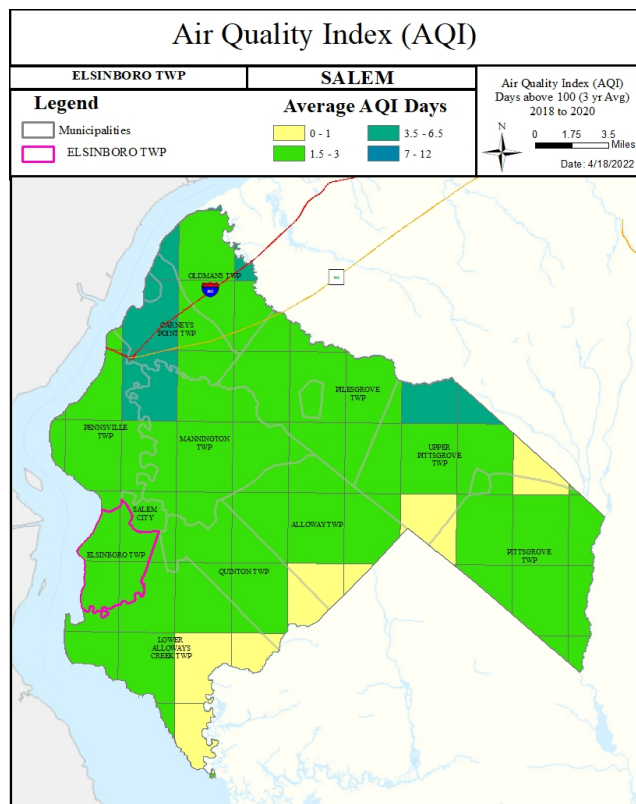 Air Quality Index (AQI)
ELSINBORO TWP
SALEM
Legend
Municipalities
ELSINBORO TWP
Average AQI Days
0 - 1
1.5 - 3
3.5 - 6.5
7 - 12
Air Quality Index (AQI)
Days above 100 (3 yr Avg)
2018 to 2020
N
0 1.75 3.5
Miles
Date: 4/18/2022
OLDMANS TWP
CARNEYS
POINT TWP
PILESGROVE
TWP
PENNSVILLE
TWP
MANNINGTON
TWP
UPPER
PITTSGROVE
TWP
SALEM
CITY
ALLOWAY TWP
ELSINBORO TWP
PITTSGROVE
TWP
QUINTON TWP
LOWER
ALLOWAYS
CREEK TWP